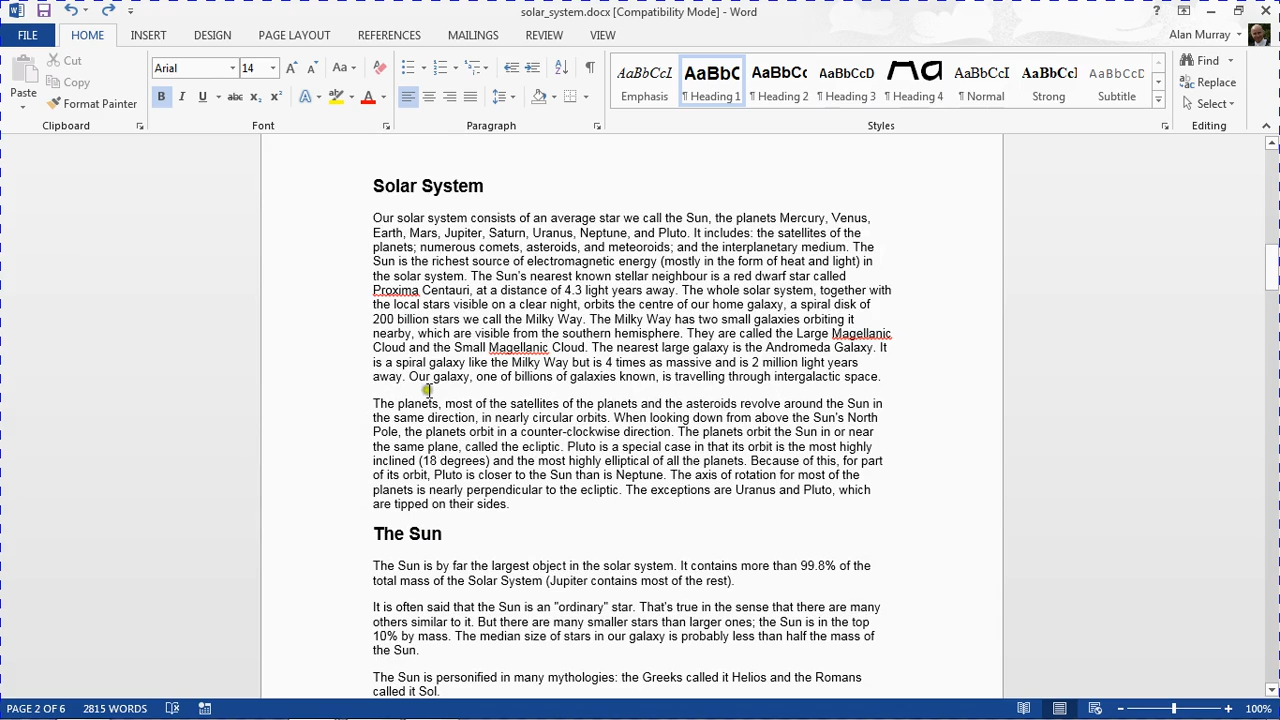 solar_system.docx [Compatibility Mode] - Word
FILE HOME INSERT DESIGN PAGE LAYOUT REFERENCES MAILINGS REVIEW VIEW Alan Murray
Paste
Cut
Copy
Format Painter
Clipboard
Arial 14
Font
Paragraph
AaBbCcI AaBbC AaBbCc AaBbCcDc AaBbCcI AaBbCcI AaBbCcI
Emphasis ¶ Heading 1 ¶ Heading 2 ¶ Heading 3 ¶ Heading 4 ¶ Normal Strong Subtitle
Styles
Find
Replace
Select
Editing
Solar System
Our solar system consists of an average star we call the Sun, the planets Mercury, Venus,
Earth, Mars, Jupiter, Saturn, Uranus, Neptune, and Pluto. It includes: the satellites of the
planets; numerous comets, asteroids, and meteoroids; and the interplanetary medium. The
Sun is the richest source of electromagnetic energy (mostly in the form of heat and light) in
the solar system. The Sun's nearest known stellar neighbour is a red dwarf star called
Proxima Centauri, at a distance of 4.3 light years away. The whole solar system, together with
the local stars visible on a clear night, orbits the centre of our home galaxy, a spiral disk of
200 billion stars we call the Milky Way. The Milky Way has two small galaxies orbiting it
nearby, which are visible from the southern hemisphere. They are called the Large Magellanic
Cloud and the Small Magellanic Cloud. The nearest large galaxy is the Andromeda Galaxy. It
is a spiral galaxy like the Milky Way but is 4 times as massive and is 2 million light years
away. Our galaxy, one of billions of galaxies known, is travelling through intergalactic space.
The planets, most of the satellites of the planets and the asteroids revolve around the Sun in
the same direction, in nearly circular orbits. When looking down from above the Sun's North
Pole, the planets orbit in a counter-clockwise direction. The planets orbit the Sun in or near
the same plane, called the ecliptic. Pluto is a special case in that its orbit is the most highly
inclined (18 degrees) and the most highly elliptical of all the planets. Because of this, for part
of its orbit, Pluto is closer to the Sun than is Neptune. The axis of rotation for most of the
planets is nearly perpendicular to the ecliptic. The exceptions are Uranus and Pluto, which
are tipped on their sides.
The Sun
The Sun is by far the largest object in the solar system. It contains more than 99.8% of the
total mass of the Solar System (Jupiter contains most of the rest).
It is often said that the Sun is an "ordinary" star. That's true in the sense that there are many
others similar to it. But there are many smaller stars than larger ones; the Sun is in the top
10% by mass. The median size of stars in our galaxy is probably less than half the mass of
the Sun.
The Sun is personified in many mythologies: the Greeks called it Helios and the Romans
called it Sol.
PAGE 2 OF 6 2815 WORDS 100%